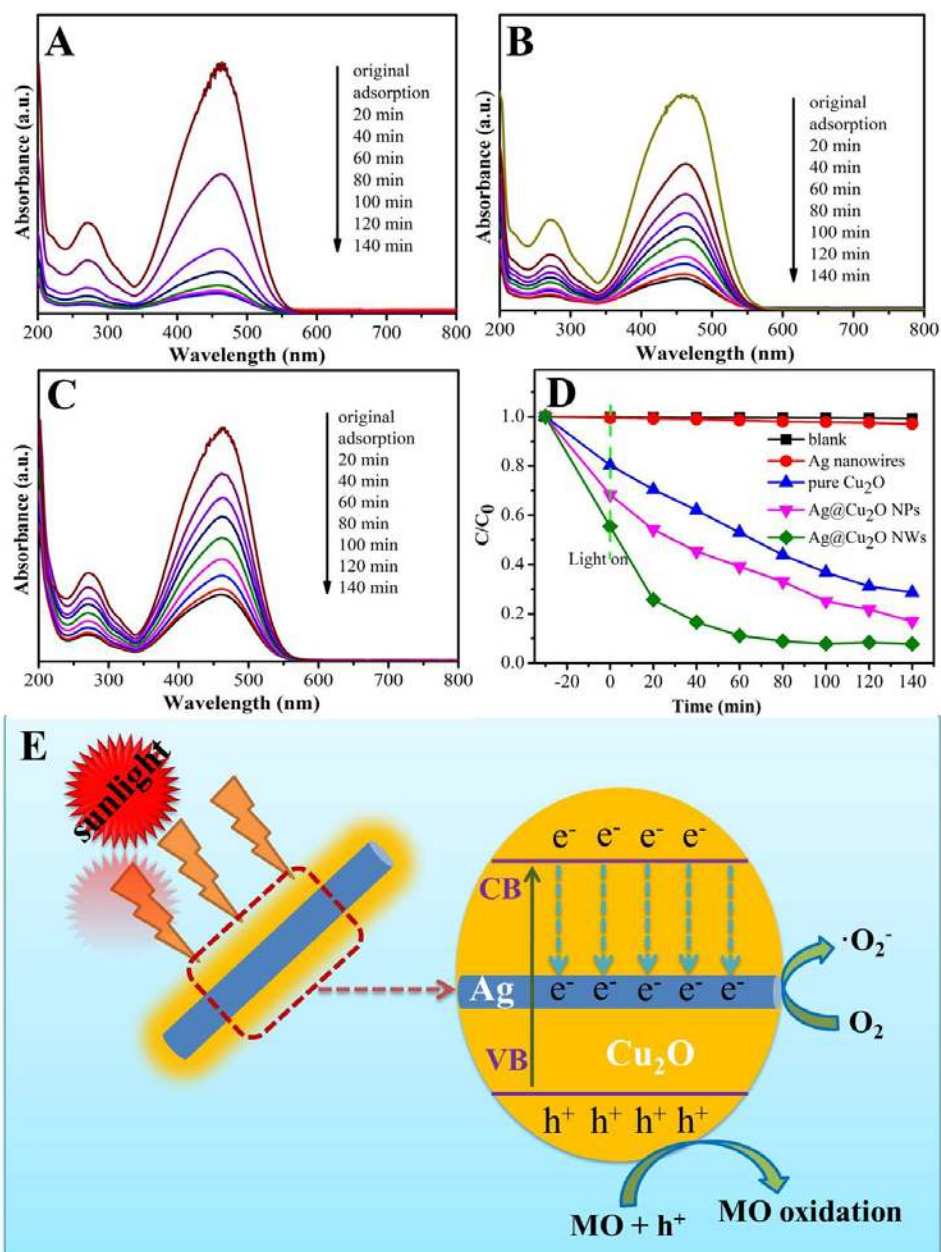 A
original
adsorption
20 min
40 min
60 min
80 min
100 min
120 min
140 min
Absorbance (a.u.)
200 300 400 500 600 700 800
Wavelength (nm)
B
original
adsorption
20 min
40 min
60 min
80 min
100 min
120 min
140 min
Absorbance (a.u.)
200 300 400 500 600 700 800
Wavelength (nm)
C
original
adsorption
20 min
40 min
60 min
80 min
100 min
120 min
140 min
Absorbance (a.u.)
200 300 400 500 600 700 800
Wavelength (nm)
D
1.0
0.8
0.6
0.4
0.2
0.0
C/C₀
blank
Ag nanowires
pure Cu₂O
Ag@Cu₂O NPs
Ag@Cu₂O NWs
Light on
-20 0 20 40 60 80 100 120 140
Time (min)
E
sunlight
e⁻ e⁻ e⁻ e⁻
CB
Ag
e⁻ e⁻ e⁻ e⁻ e⁻
·O₂⁻
O₂
VB
Cu₂O
h⁺ h⁺ h⁺ h⁺
MO + h⁺
MO oxidation